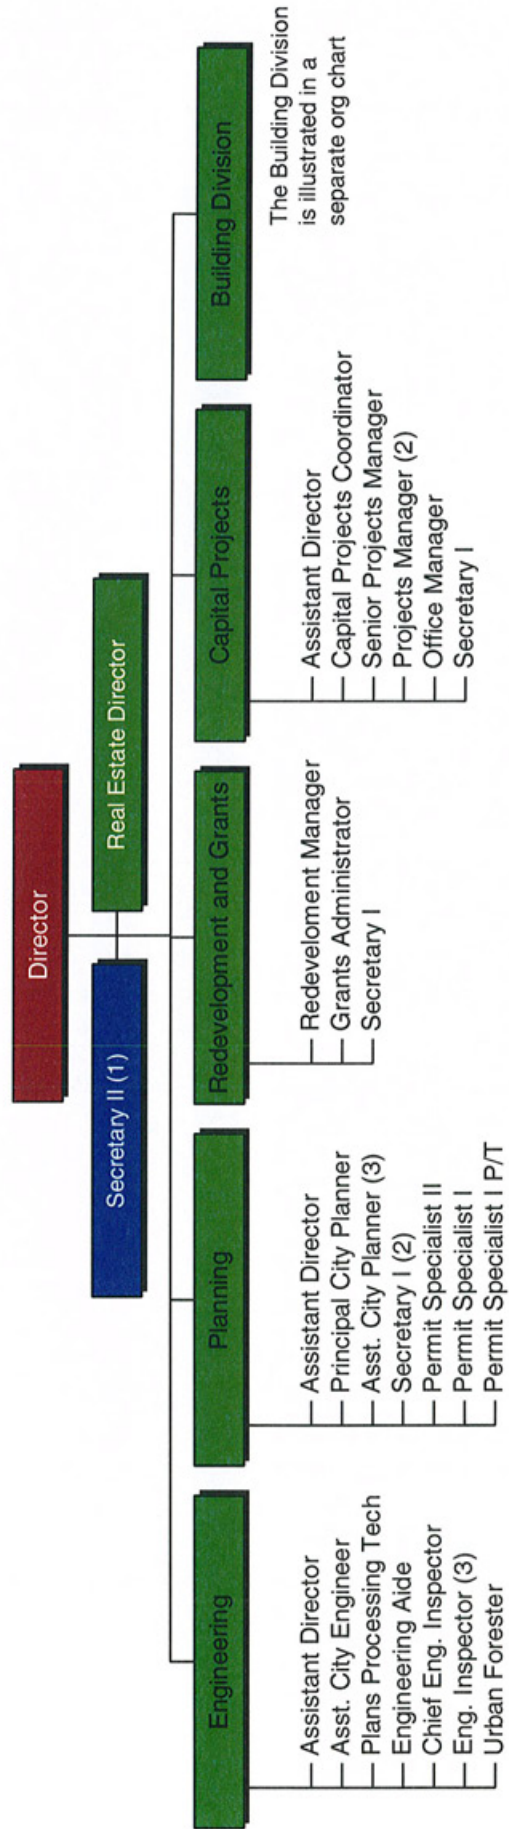 Director
Secretary II (1)
Real Estate Director
Engineering
Assistant Director
Asst. City Engineer
Plans Processing Tech
Engineering Aide
Chief Eng. Inspector
Eng. Inspector (3)
Urban Forester
Planning
Assistant Director
Principal City Planner
Asst. City Planner (3)
Secretary I (2)
Permit Specialist II
Permit Specialist I
Permit Specialist I P/T
Redevelopment and Grants
Redeveloment Manager
Grants Administrator
Secretary I
Capital Projects
Assistant Director
Capital Projects Coordinator
Senior Projects Manager
Projects Manager (2)
Office Manager
Secretary I
Building Division
The Building Division
is illustrated in a
separate org chart